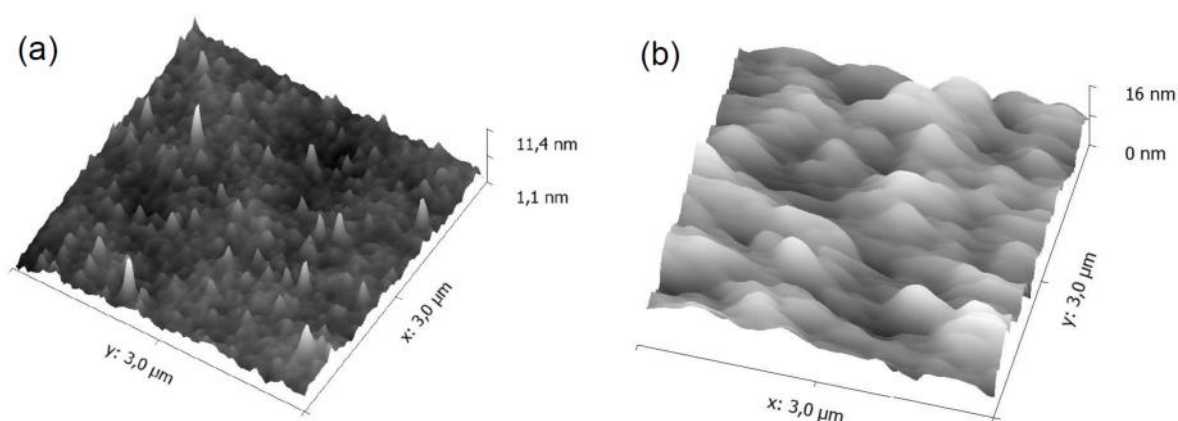 (a)
11,4 nm
1,1 nm
x: 3,0 µm
y: 3,0 µm
(b)
16 nm
0 nm
y: 3,0 µm
x: 3,0 µm